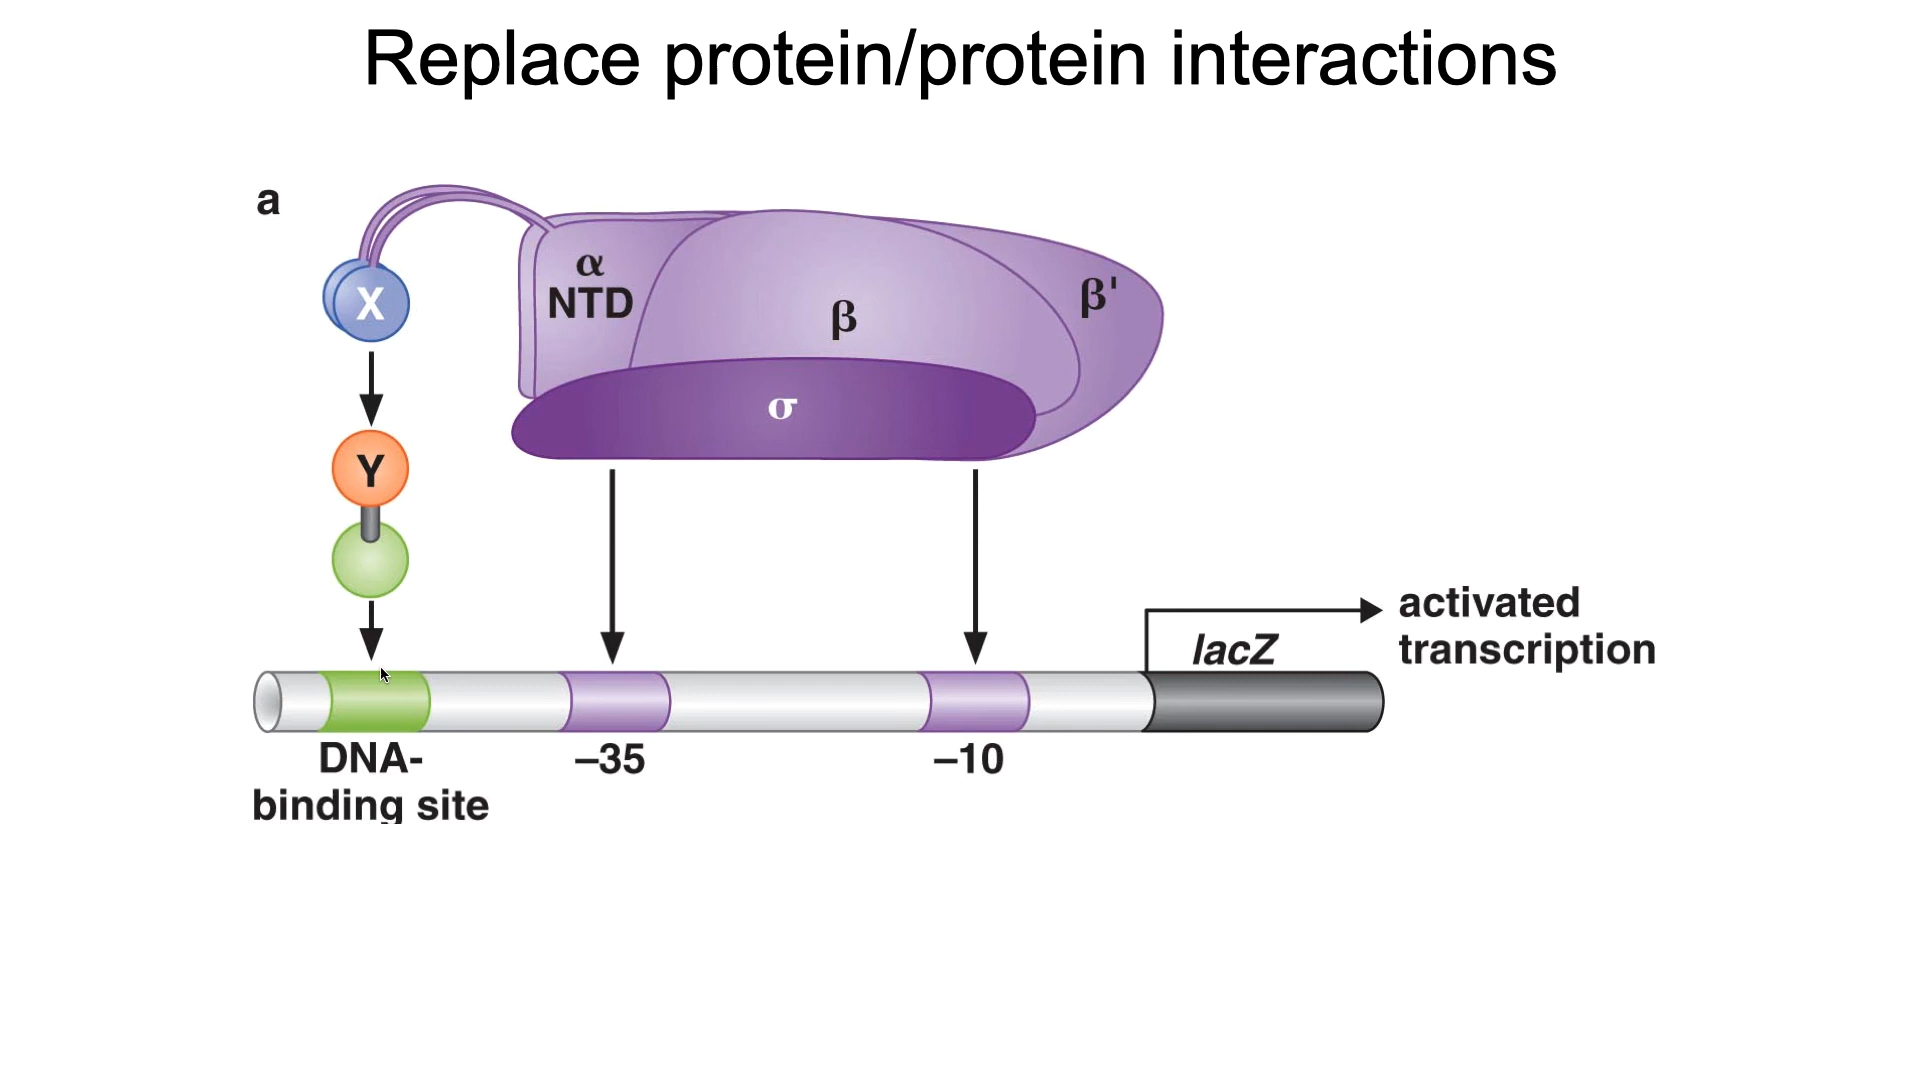 Replace protein/protein interactions
a
α
NTD
β
β'
X
σ
Y
activated
transcription
lacZ
DNA-
binding site
–35
–10